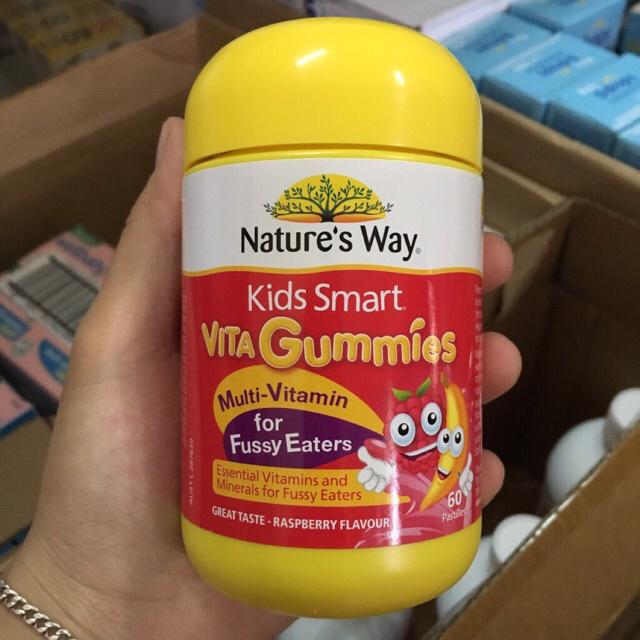 Nature's Way®
Kids Smart®
VITA Gummies
Multi-Vitamin
for
Fussy Eaters
Essential Vitamins and
Minerals for Fussy Eaters
GREAT TASTE - RASPBERRY FLAVOUR
60
Pastilles